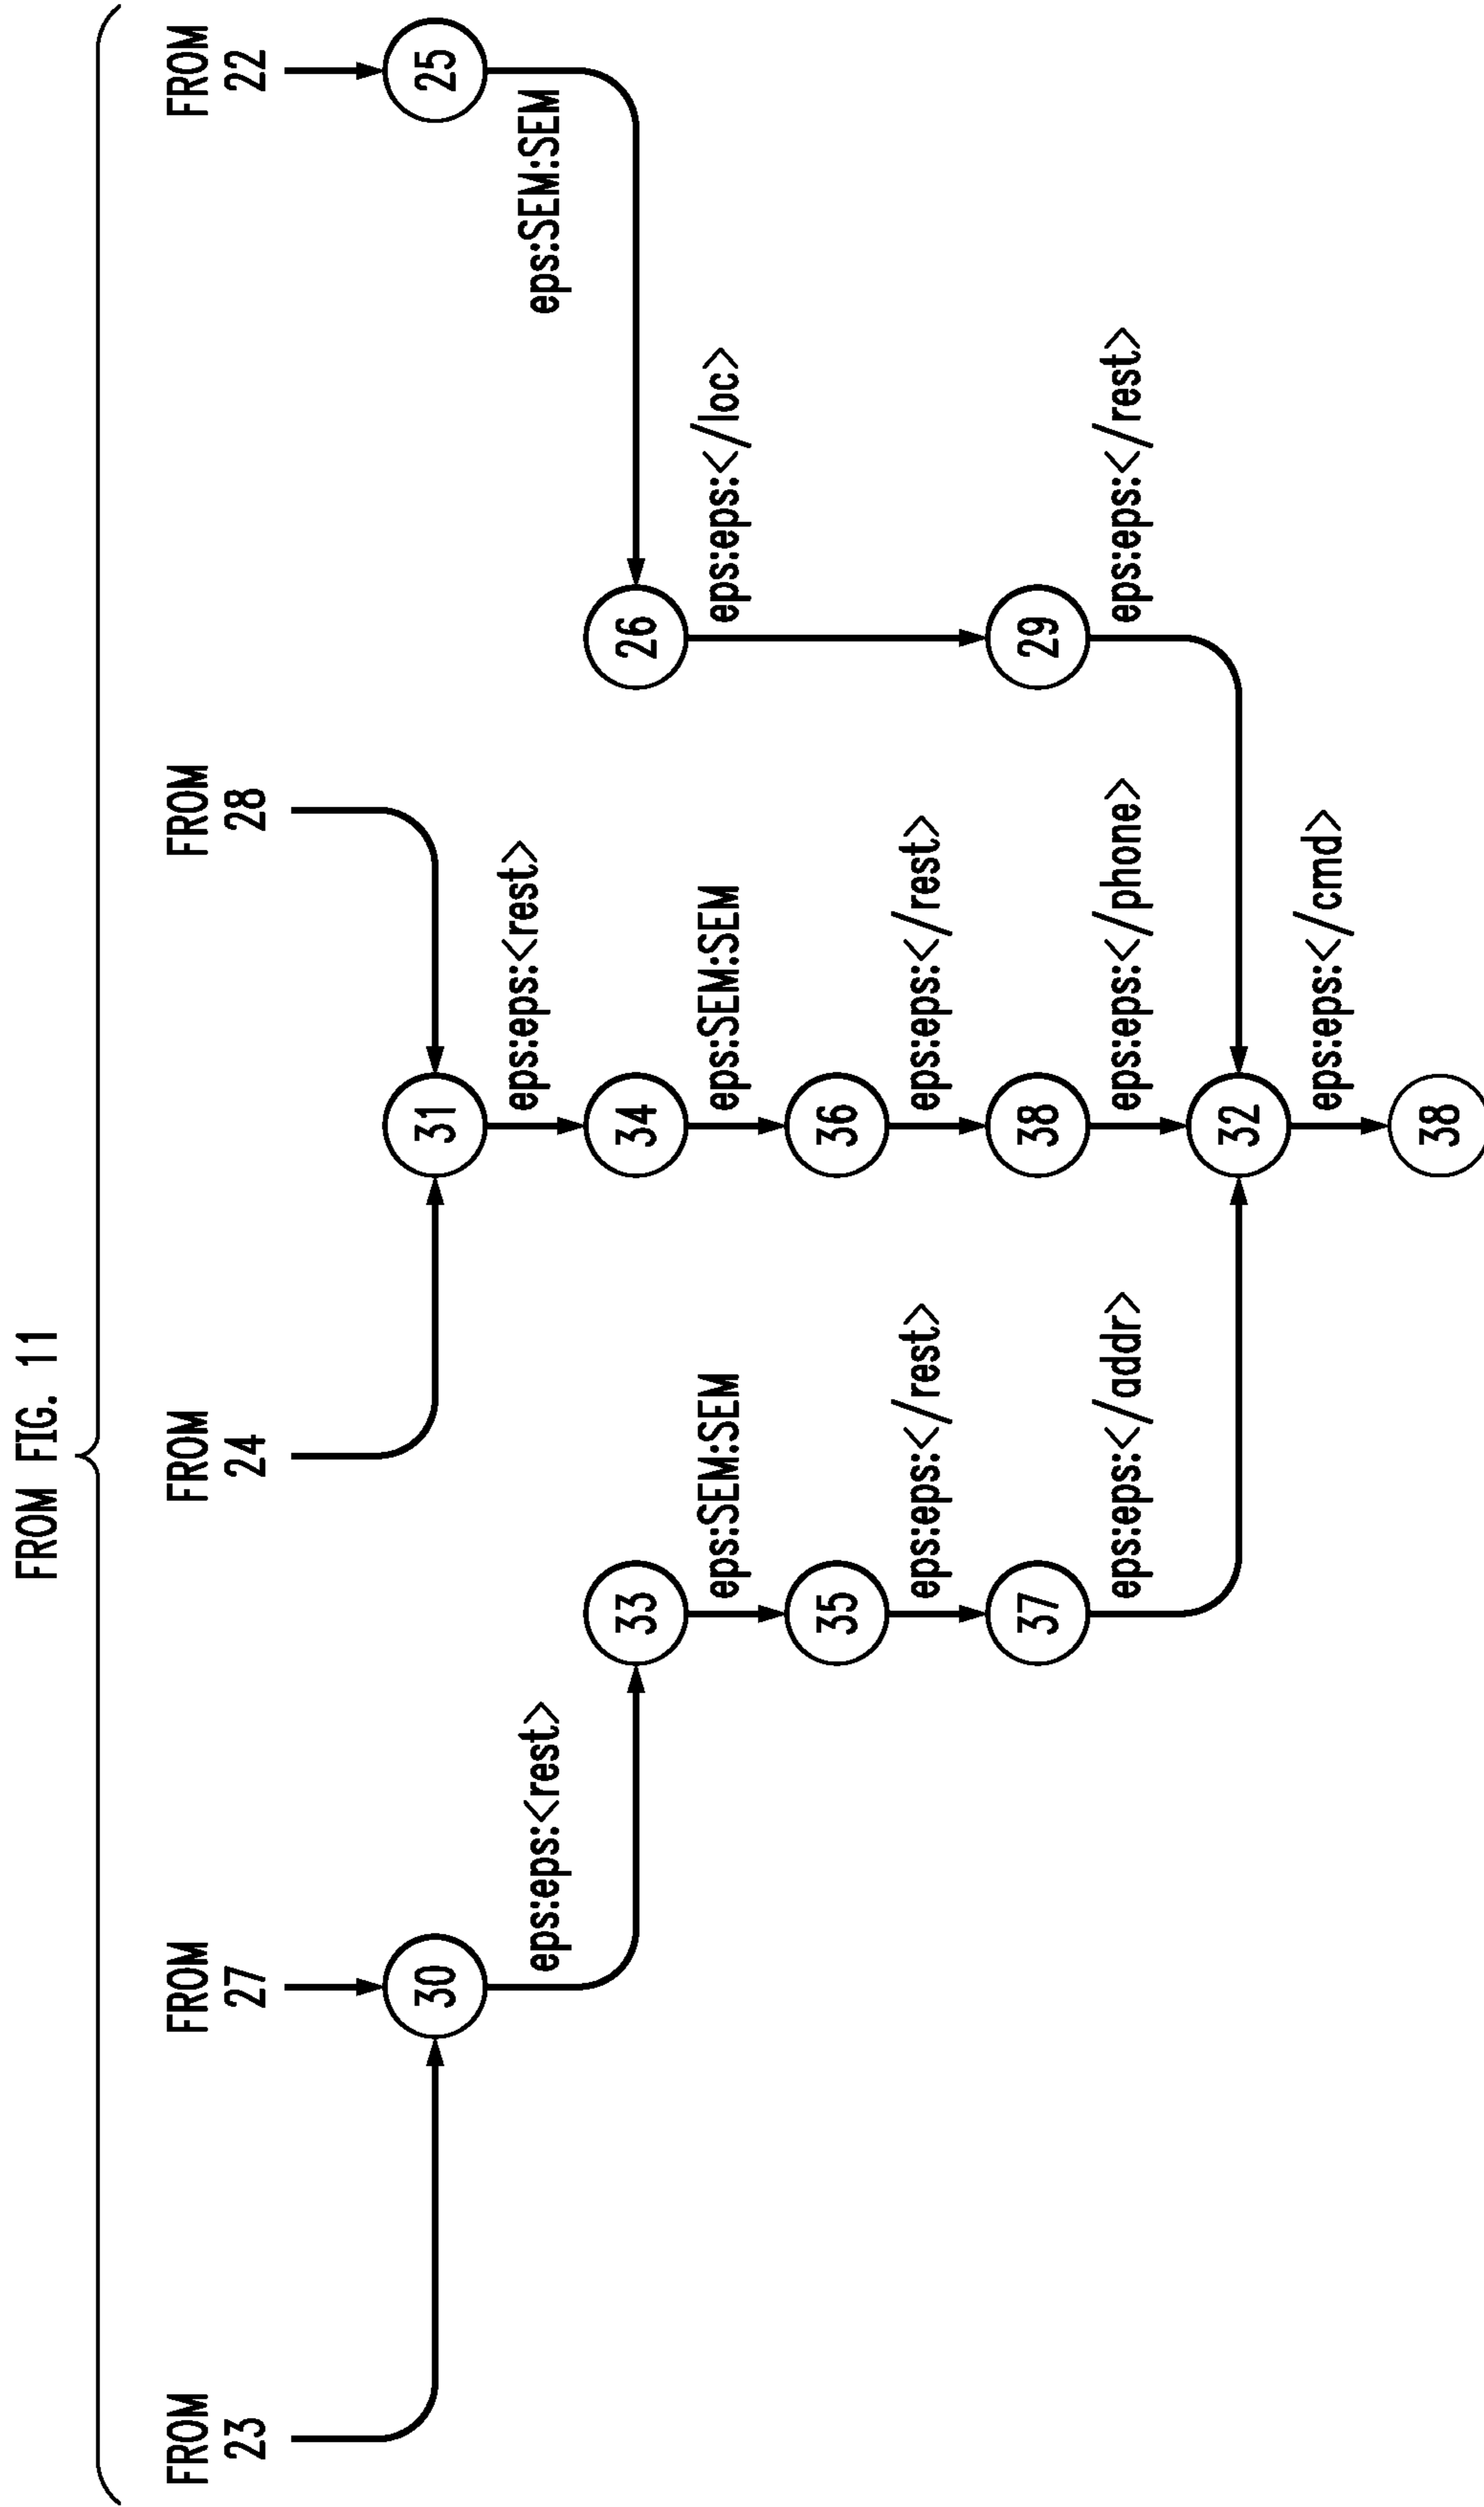 FROM FIG. 11
FROM
23
FROM
27
FROM
24
FROM
28
FROM
22
30
31
25
eps:eps:<rest>
eps:eps:<rest>
eps:SEM:SEM
33
34
26
eps:SEM:SEM
eps:SEM:SEM
eps:eps:</loc>
35
36
eps:eps:</rest>
eps:eps:</rest>
37
38
29
eps:eps:</addr>
eps:eps:</phone>
eps:eps:</rest>
32
eps:eps:</cmd>
38